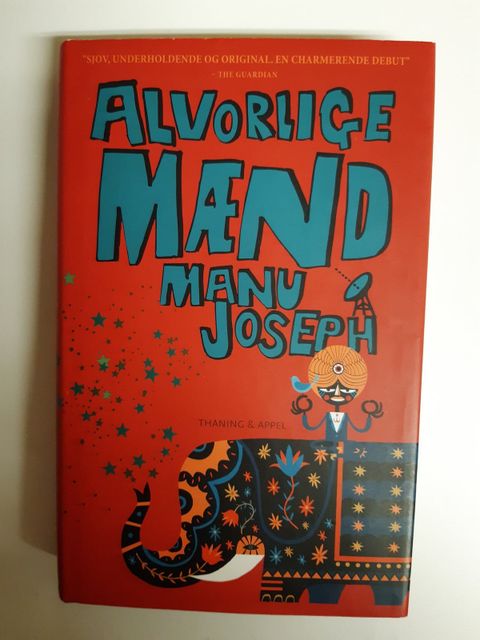 "SJOV, UNDERHOLDENDE OG ORIGINAL. EN CHARMERENDE DEBUT"
- THE GUARDIAN
ALVORLIGE
MÆND
MANU
JOSEPH
THANING & APPEL